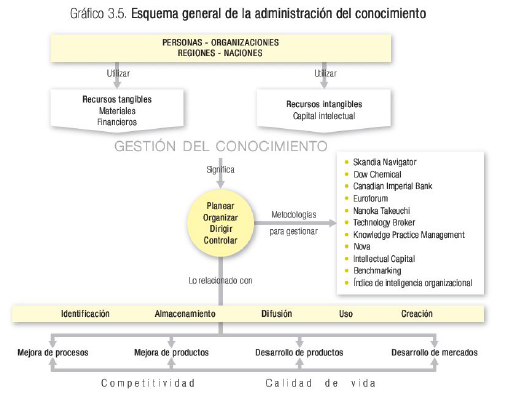 Gráfico 3.5. Esquema general de la administración del conocimiento
PERSONAS - ORGANIZACIONES
REGIONES - NACIONES
Utilizar
Utilizar
Recursos tangibles
Materiales
Financieros
Recursos intangibles
Capital intelectual
GESTIÓN DEL CONOCIMIENTO
Significa
Planear
Organizar
Dirigir
Controlar
Metodologías
para gestionar
Skandia Navigator
Dow Chemical
Canadian Imperial Bank
Euroforum
Nanoka Takeuchi
Technology Broker
Knowledge Practice Management
Nova
Intellectual Capital
Benchmarking
Índice de inteligencia organizacional
Lo relacionado con
Identificación Almacenamiento Difusión Uso Creación
Mejora de procesos Mejora de productos Desarrollo de productos Desarrollo de mercados
Competitividad Calidad de vida